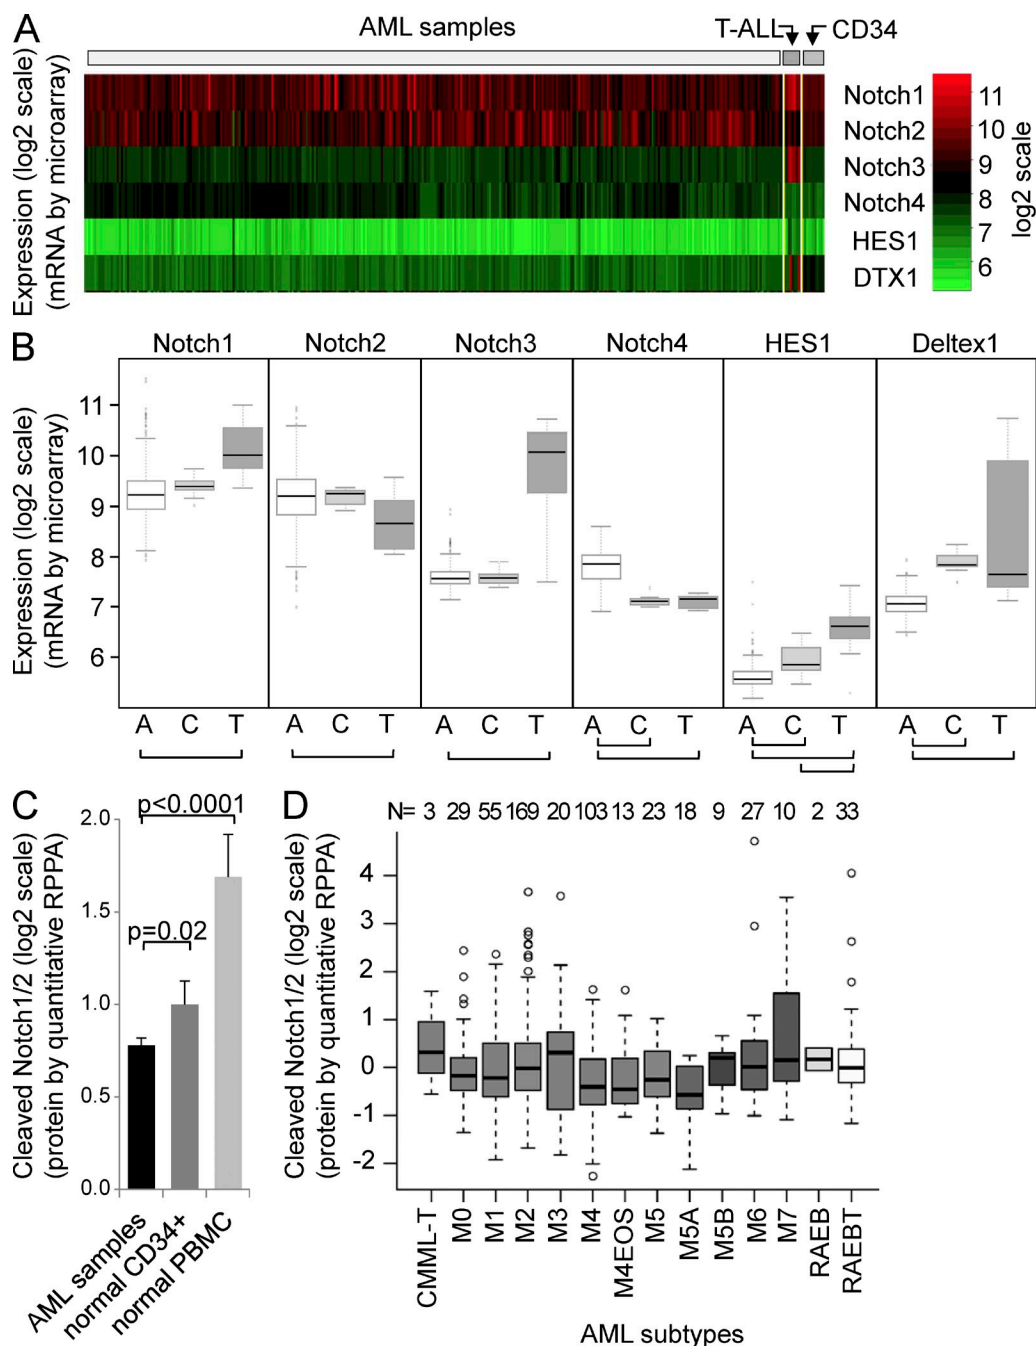 A
AML samples
T-ALL
CD34
Expression (log2 scale)
(mRNA by microarray)
Notch1
Notch2
Notch3
Notch4
HES1
DTX1
11
10
9
8
7
6
log2 scale
B
Notch1 Notch2 Notch3 Notch4 HES1 Deltex1
Expression (log2 scale)
(mRNA by microarray)
11
10
9
8
7
6
A C T A C T A C T A C T A C T A C T
C
Cleaved Notch1/2 (log2 scale)
(protein by quantitative RPPA)
p<0.0001
p=0.02
2.0
1.5
1.0
0.5
0.0
AML samples
normal CD34+
normal PBMC
D
N= 3 29 55 169 20 103 13 23 18 9 27 10 2 33
Cleaved Notch1/2 (log2 scale)
(protein by quantitative RPPA)
4
3
2
1
0
-1
-2
CMML-T
M0
M1
M2
M3
M4
M4EOS
M5
M5A
M5B
M6
M7
RAEB
RAEBT
AML subtypes